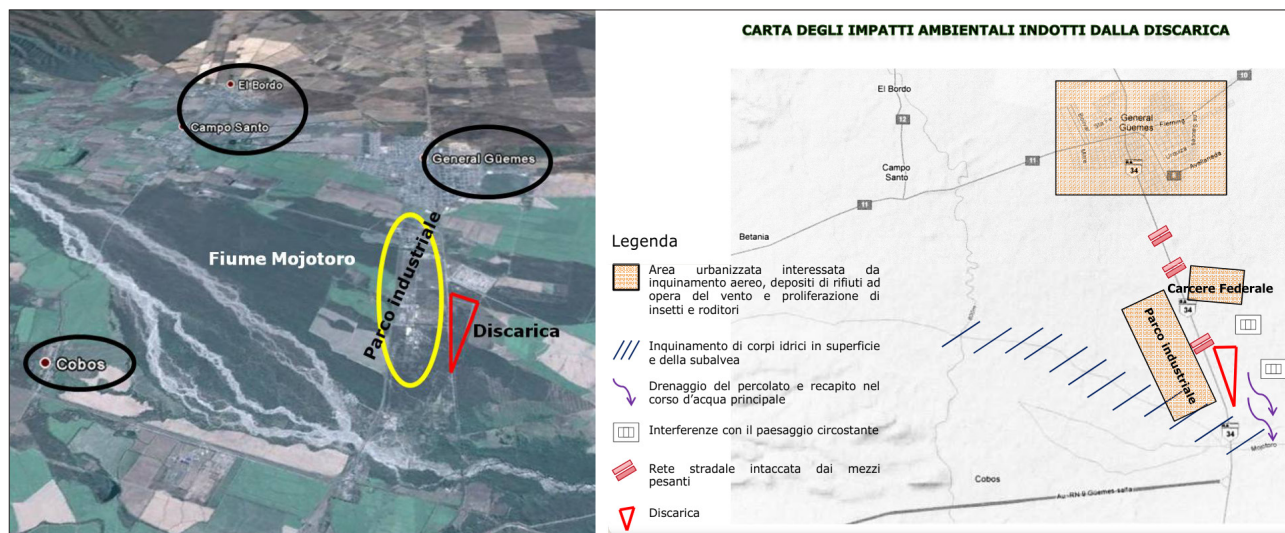 El Bordo
Campo Santo
General Güemes
Fiume Mojotoro
Parco industriale
Discarica
Cobos
CARTA DEGLI IMPATTI AMBIENTALI INDOTTI DALLA DISCARICA
El Bordo
10
12
General
Güemes
Fleming
11
Campo
Santo
34
8
Avellaneda
11
Betania
Carcere Federale
34
Parco industriale
34
Mojotoro
Cobos
Legenda
Area urbanizzata interessata da
inquinamento aereo, depositi di rifiuti ad
opera del vento e proliferazione di
insetti e roditori
Inquinamento di corpi idrici in superficie
e della subalvea
Drenaggio del percolato e recapito nel
corso d'acqua principale
Interferenze con il paesaggio circostante
Rete stradale intaccata dai mezzi
pesanti
Discarica